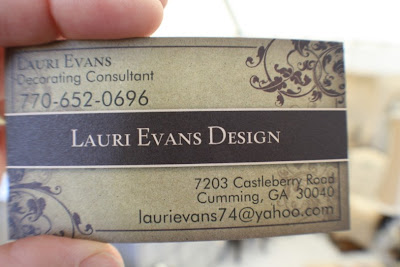 Lauri Evans
Decorating Consultant
770-652-0696
Lauri Evans Design
7203 Castleberry Road
Cumming, GA 30040
laurievans74@yahoo.com